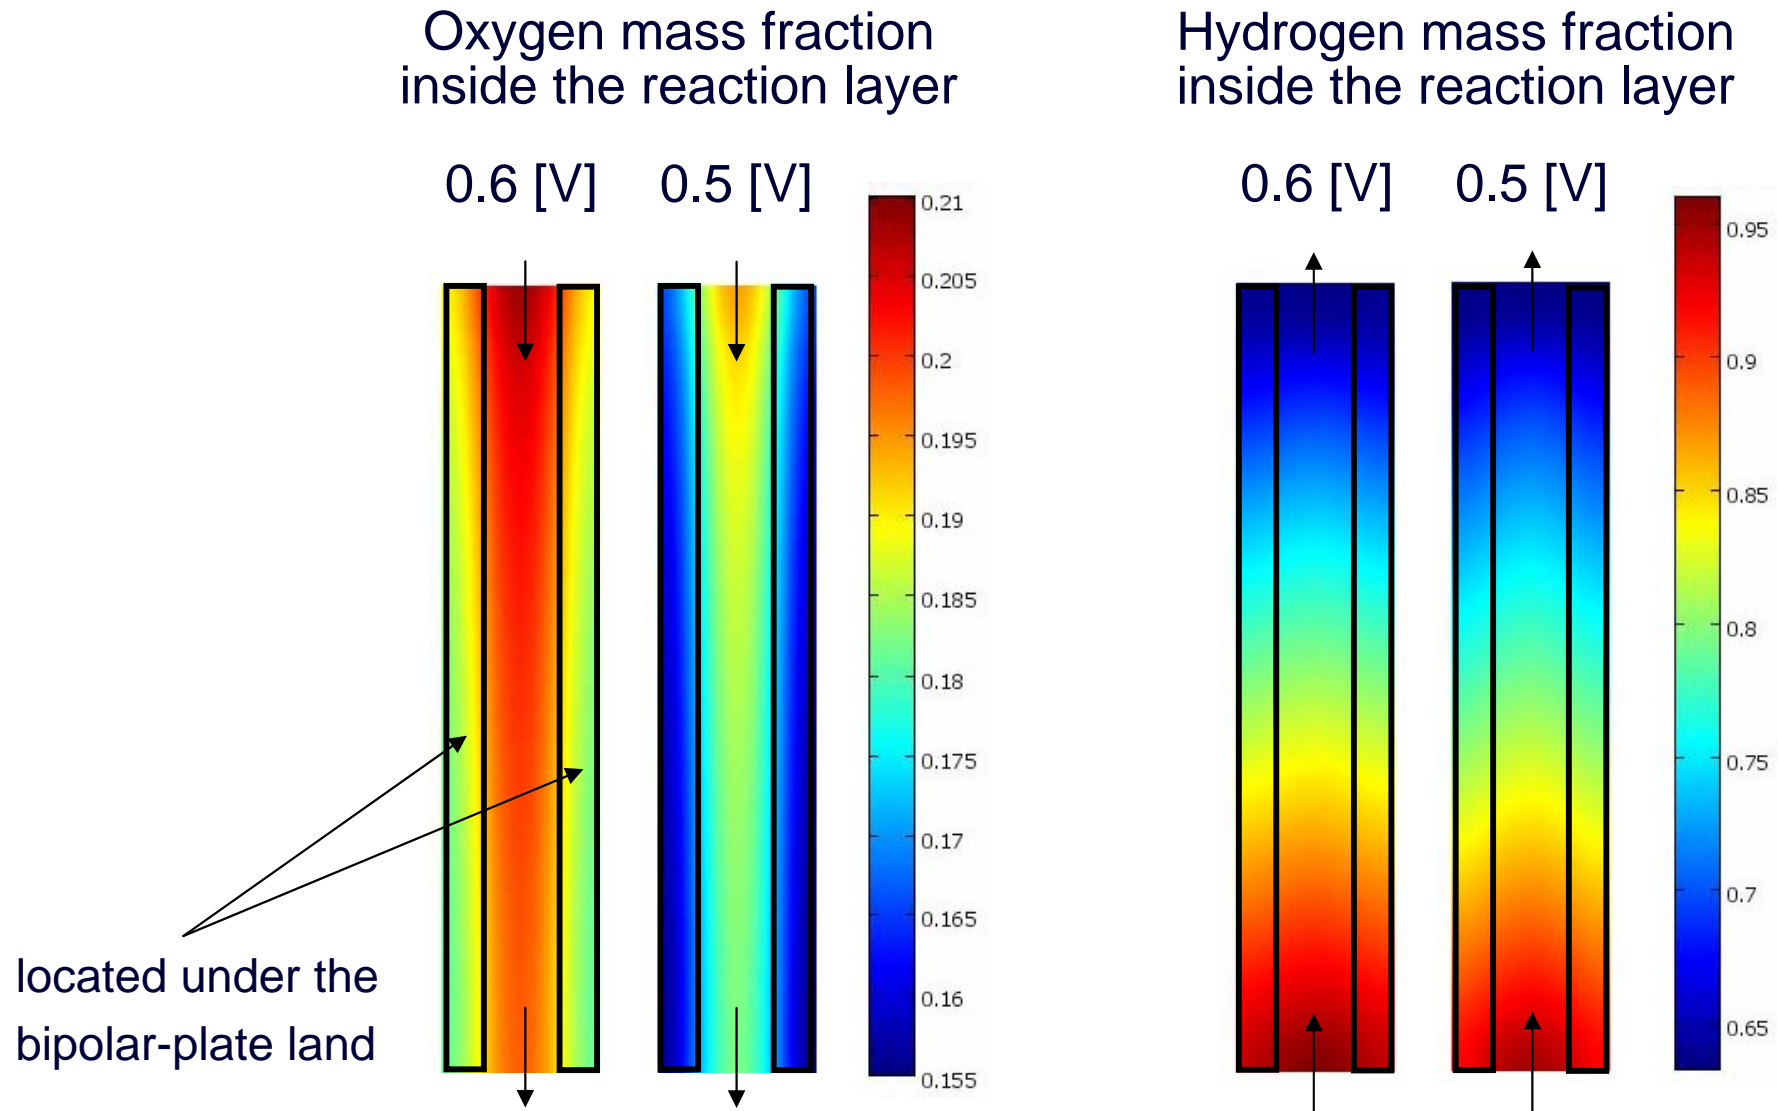 Oxygen mass fraction
inside the reaction layer
0.6 [V]
0.5 [V]
0.21
0.205
0.2
0.195
0.19
0.185
0.18
0.175
0.17
0.165
0.16
0.155
located under the
bipolar-plate land
Hydrogen mass fraction
inside the reaction layer
0.6 [V]
0.5 [V]
0.95
0.9
0.85
0.8
0.75
0.7
0.65